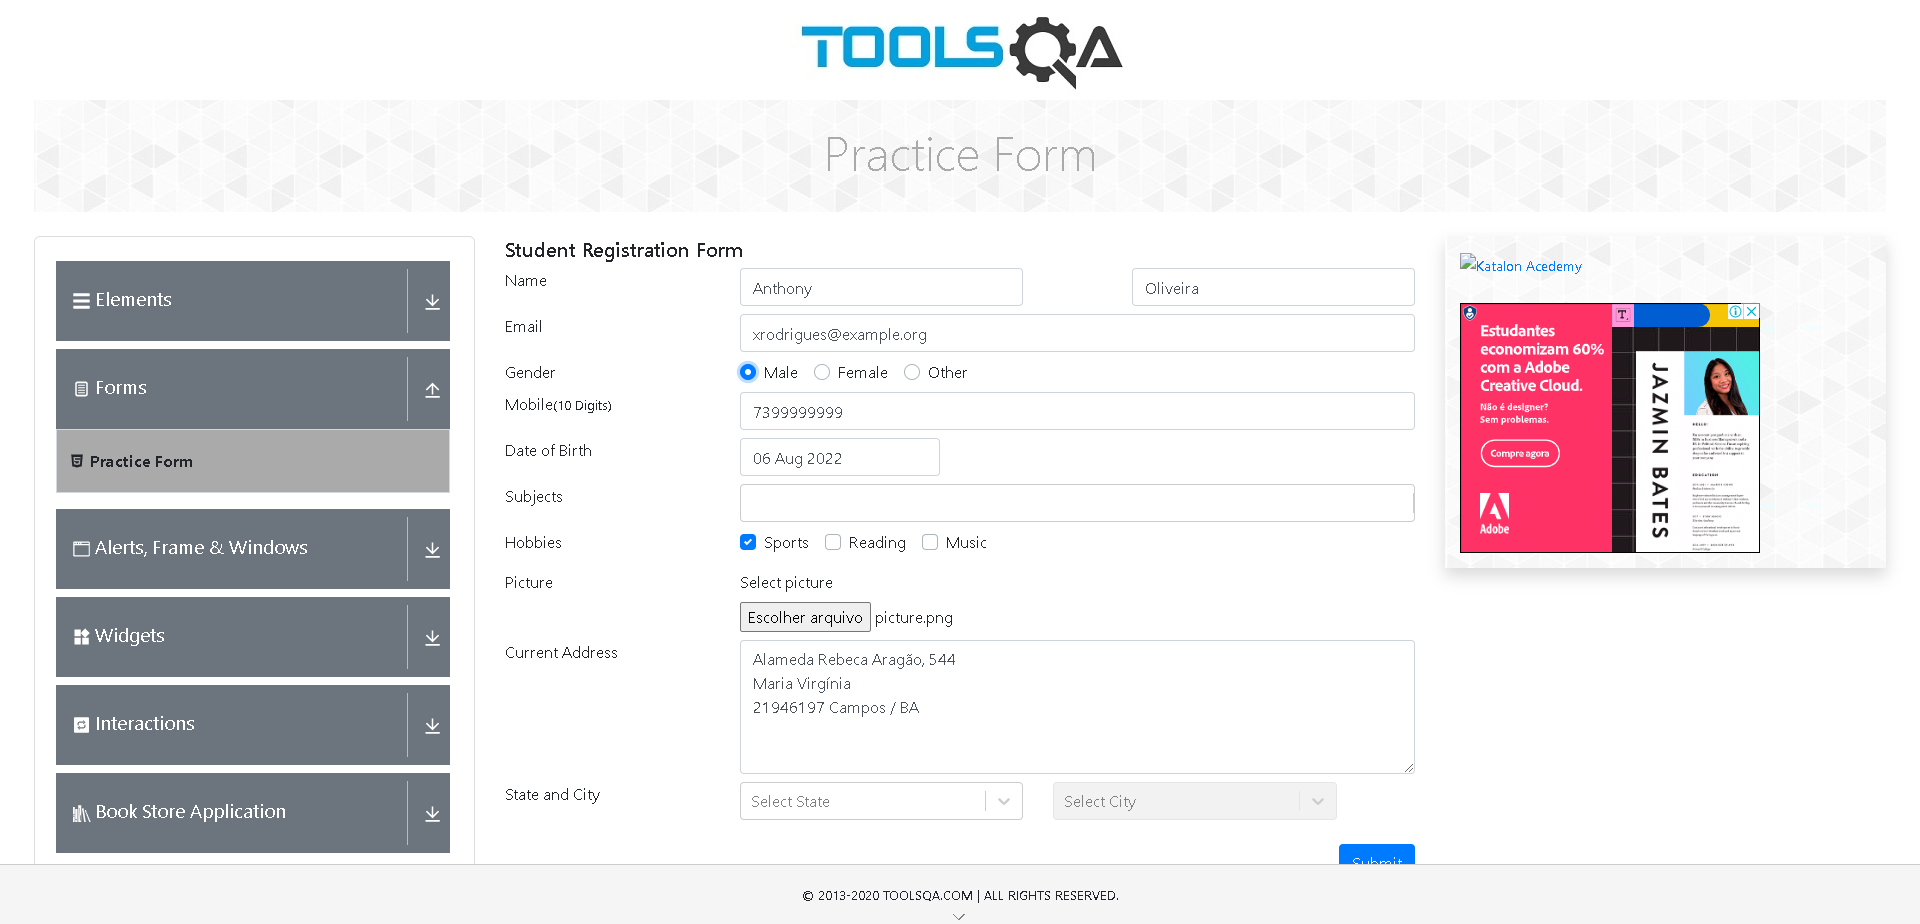 TOOLSQA
Practice Form
Elements
Forms
Practice Form
Alerts, Frame & Windows
Widgets
Interactions
Book Store Application
Student Registration Form
Name
Anthony
Oliveira
Email
xrodrigues@example.org
Gender
Male
Female
Other
Mobile(10 Digits)
7399999999
Date of Birth
06 Aug 2022
Subjects
Hobbies
Sports
Reading
Music
Picture
Select picture
Escolher arquivo picture.png
Current Address
Alameda Rebeca Aragão, 544
Maria Virgínia
21946197 Campos / BA
State and City
Select State
Select City
Submit
Katalon Acedemy
Estudantes
economizam 60%
com a Adobe
Creative Cloud.
Não é designer?
Sem problemas.
Compre agora
Adobe
T
JAZMIN BATES
HELLO!
EDUCATION
© 2013-2020 TOOLSQA.COM | ALL RIGHTS RESERVED.